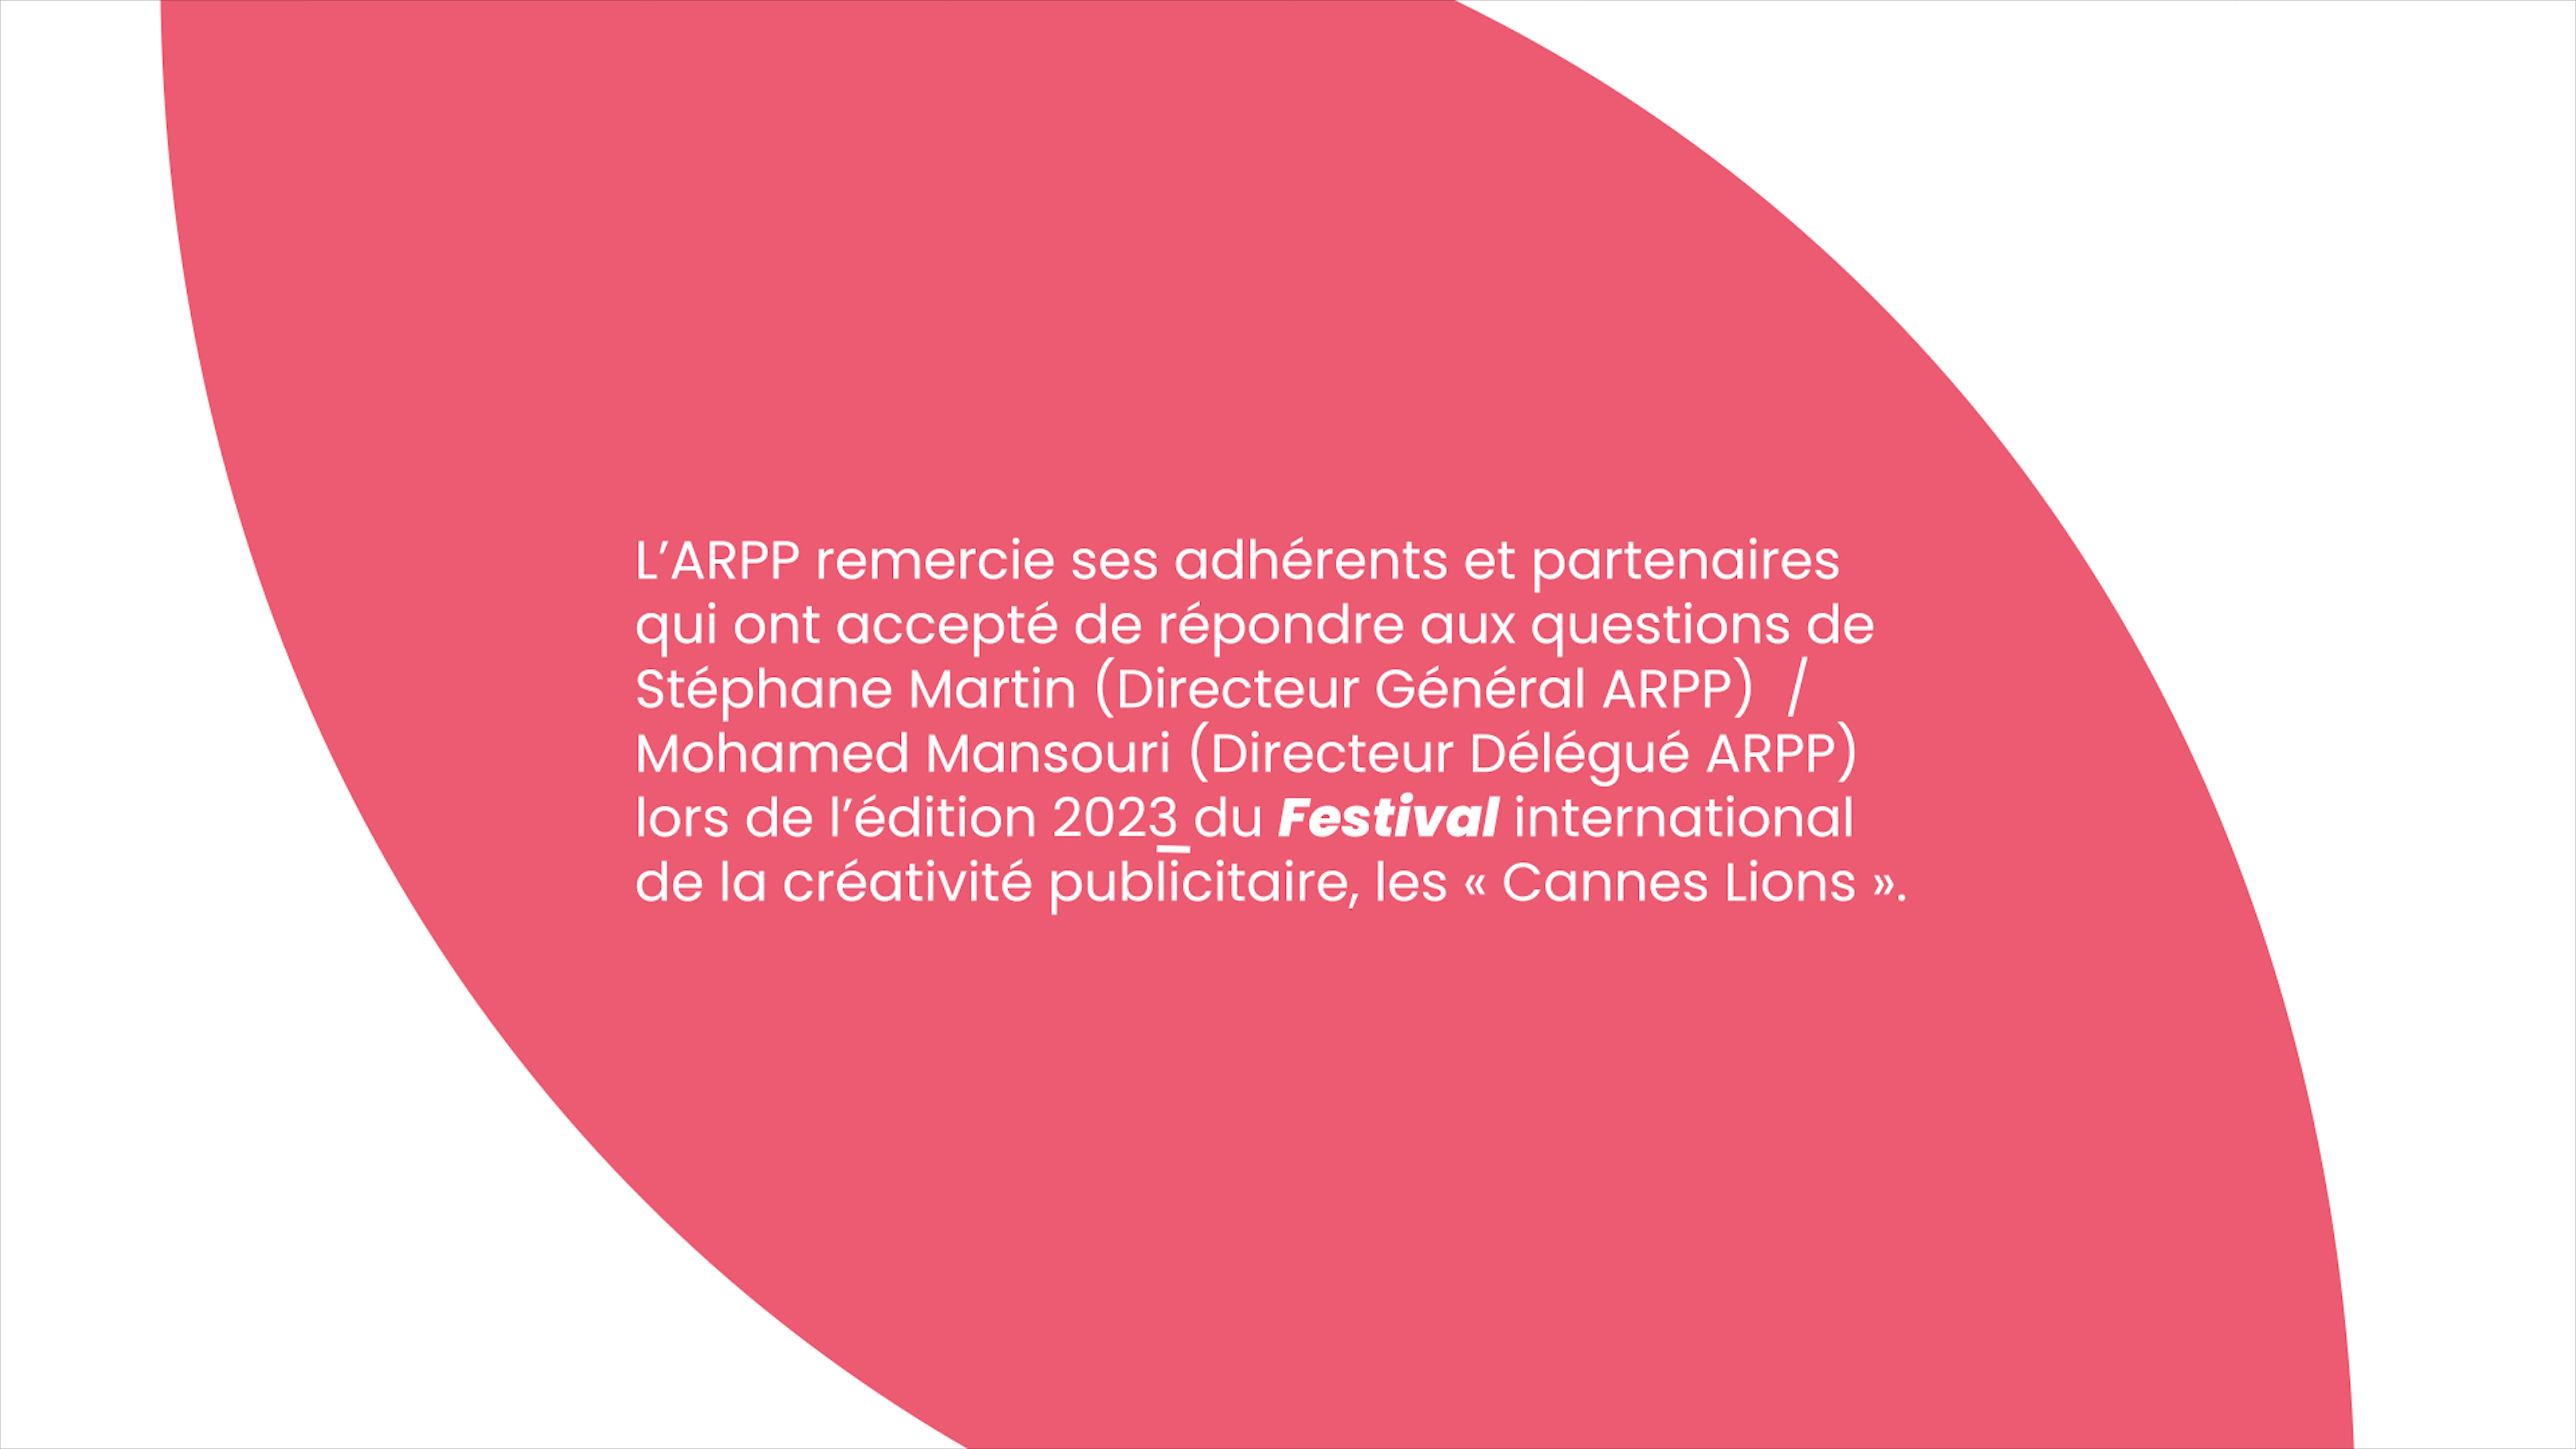 L’ARPP remercie ses adhérents et partenaires
qui ont accepté de répondre aux questions de
Stéphane Martin (Directeur Général ARPP) /
Mohamed Mansouri (Directeur Délégué ARPP)
lors de l’édition 2023 du Festival international
de la créativité publicitaire, les « Cannes Lions ».